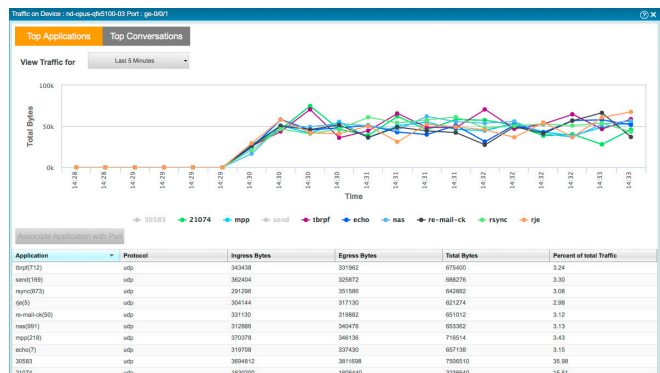 Traffic on Device : nd-opus-qfx5100-03 Port : ge-0/0/1
Top Applications Top Conversations
View Traffic for Last 5 Minutes
100k
50k
0k
Total Bytes
14:28 14:28 14:29 14:29 14:29 14:29 14:30 14:30 14:30 14:30 14:31 14:31 14:31 14:31 14:32 14:32 14:32 14:32 14:33 14:33
Time
30583 21074 mpp send tbrpf echo nas re-mail-ck rsync rje
Associate Application with Port
Application Protocol Ingress Bytes Egress Bytes Total Bytes Percent of total Traffic
tbrpf(712) udp 343438 331962 675400 3.24
send(169) udp 362404 325872 688276 3.30
rsync(873) udp 291296 351586 642882 3.08
rje(5) udp 304144 317130 621274 2.98
re-mail-ck(50) udp 331130 319882 651012 3.12
nas(991) udp 312886 340476 653362 3.13
mpp(218) udp 370378 346136 716514 3.43
echo(7) udp 319708 337430 657138 3.15
30583 udp 3694812 3811698 7506510 35.98
21074 udp 15.51